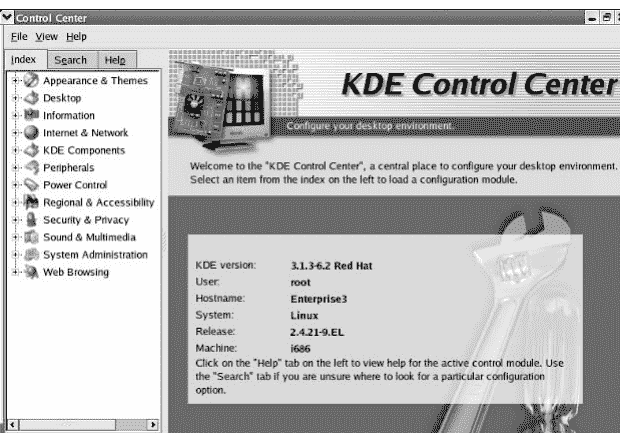 Control Center
File View Help
Index Search Help
Appearance & Themes
Desktop
Information
Internet & Network
KDE Components
Peripherals
Power Control
Regional & Accessibility
Security & Privacy
Sound & Multimedia
System Administration
Web Browsing
KDE Control Center
Configure your desktop environment.
Welcome to the "KDE Control Center", a central place to configure your desktop environment.
Select an item from the index on the left to load a configuration module.
KDE version: 3.1.3-6.2 Red Hat
User: root
Hostname: Enterprise3
System: Linux
Release: 2.4.21-9.EL
Machine: i686
Click on the "Help" tab on the left to view help for the active control module. Use
the "Search" tab if you are unsure where to look for a particular configuration
option.